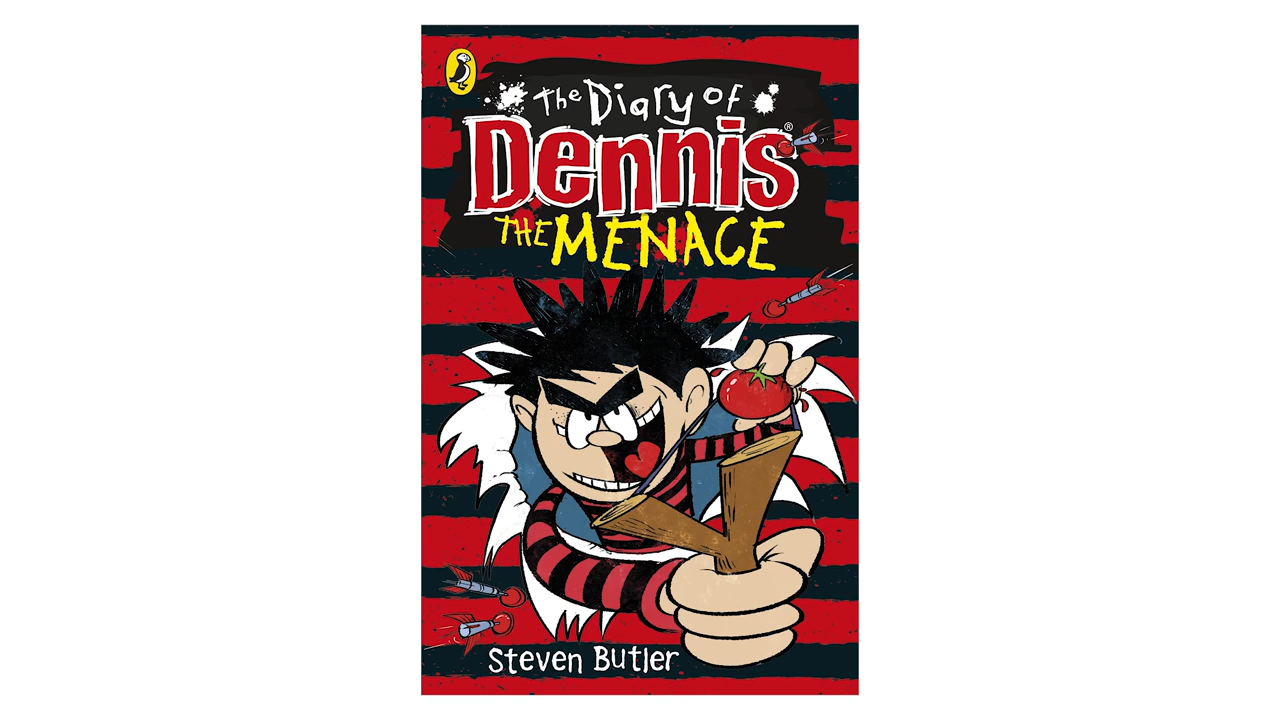 The Diary of
Dennis®
THE MENACE
Steven Butler